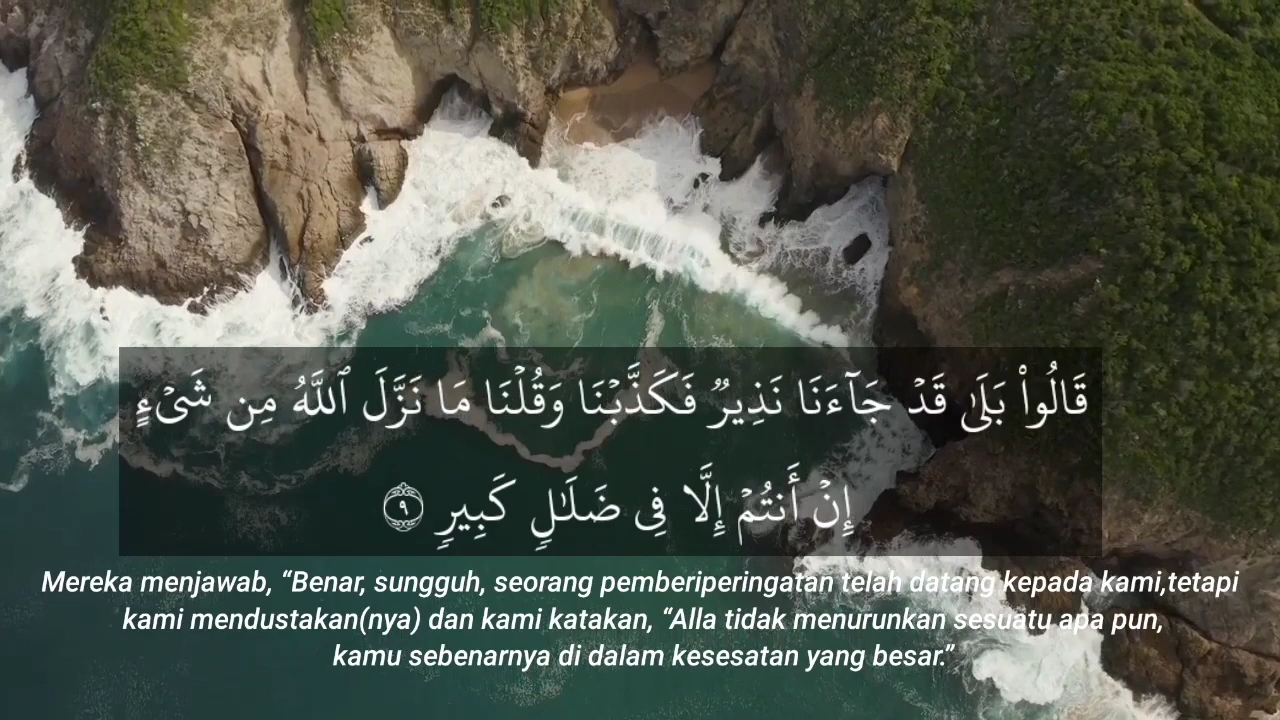 قَالُوا۟ بَلَىٰ قَدۡ جَآءَنَا نَذِيرٞ فَكَذَّبۡنَا وَقُلۡنَا مَا نَزَّلَ ٱللَّهُ مِن شَىۡءٍ
إِنۡ أَنتُمۡ إِلَّا فِى ضَلَـٰلٖ كَبِيرٖ ٩
Mereka menjawab, “Benar, sungguh, seorang pemberiperingatan telah datang kepada kami,tetapi
kami mendustakan(nya) dan kami katakan, “Alla tidak menurunkan sesuatu apa pun,
kamu sebenarnya di dalam kesesatan yang besar.”